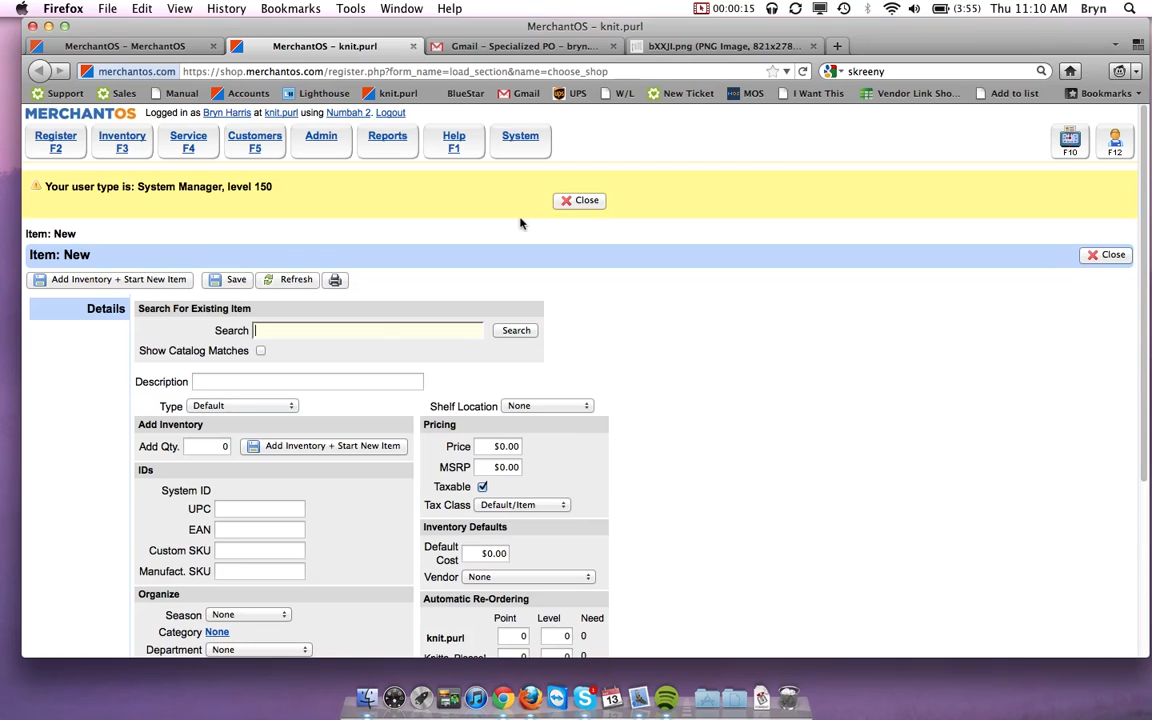 Firefox File Edit View History Bookmarks Tools Window Help 00:00:15 (3:55) Thu 11:10 AM Bryn
MerchantOS – knit.purl
MerchantOS – MerchantOS MerchantOS – knit.purl Gmail – Specialized PO – bryn.... bXXJI.png (PNG Image, 821x278...
merchantos.com https://shop.merchantos.com/register.php?form_name=load_section&name=choose_shop skreeny
Support Sales Manual Accounts Lighthouse knit.purl BlueStar Gmail UPS W/L New Ticket MOS I Want This Vendor Link Sho... Add to list Bookmarks
MERCHANTOS Logged in as Bryn Harris at knit.purl using Numbah 2. Logout
Register F2 Inventory F3 Service F4 Customers F5 Admin Reports Help F1 System F10 F12
Your user type is: System Manager, level 150
Close
Item: New
Item: New Close
Add Inventory + Start New Item Save Refresh
Details Search For Existing Item
Search Search
Show Catalog Matches
Description
Type Default Shelf Location None
Add Inventory Pricing
Add Qty. 0 Add Inventory + Start New Item Price $0.00
IDs MSRP $0.00
System ID Taxable
UPC Tax Class Default/Item
EAN Inventory Defaults
Custom SKU Default Cost $0.00
Manufact. SKU Vendor None
Organize Automatic Re-Ordering
Season None Point Level Need
Category None knit.purl 0 0 0
Department None
13